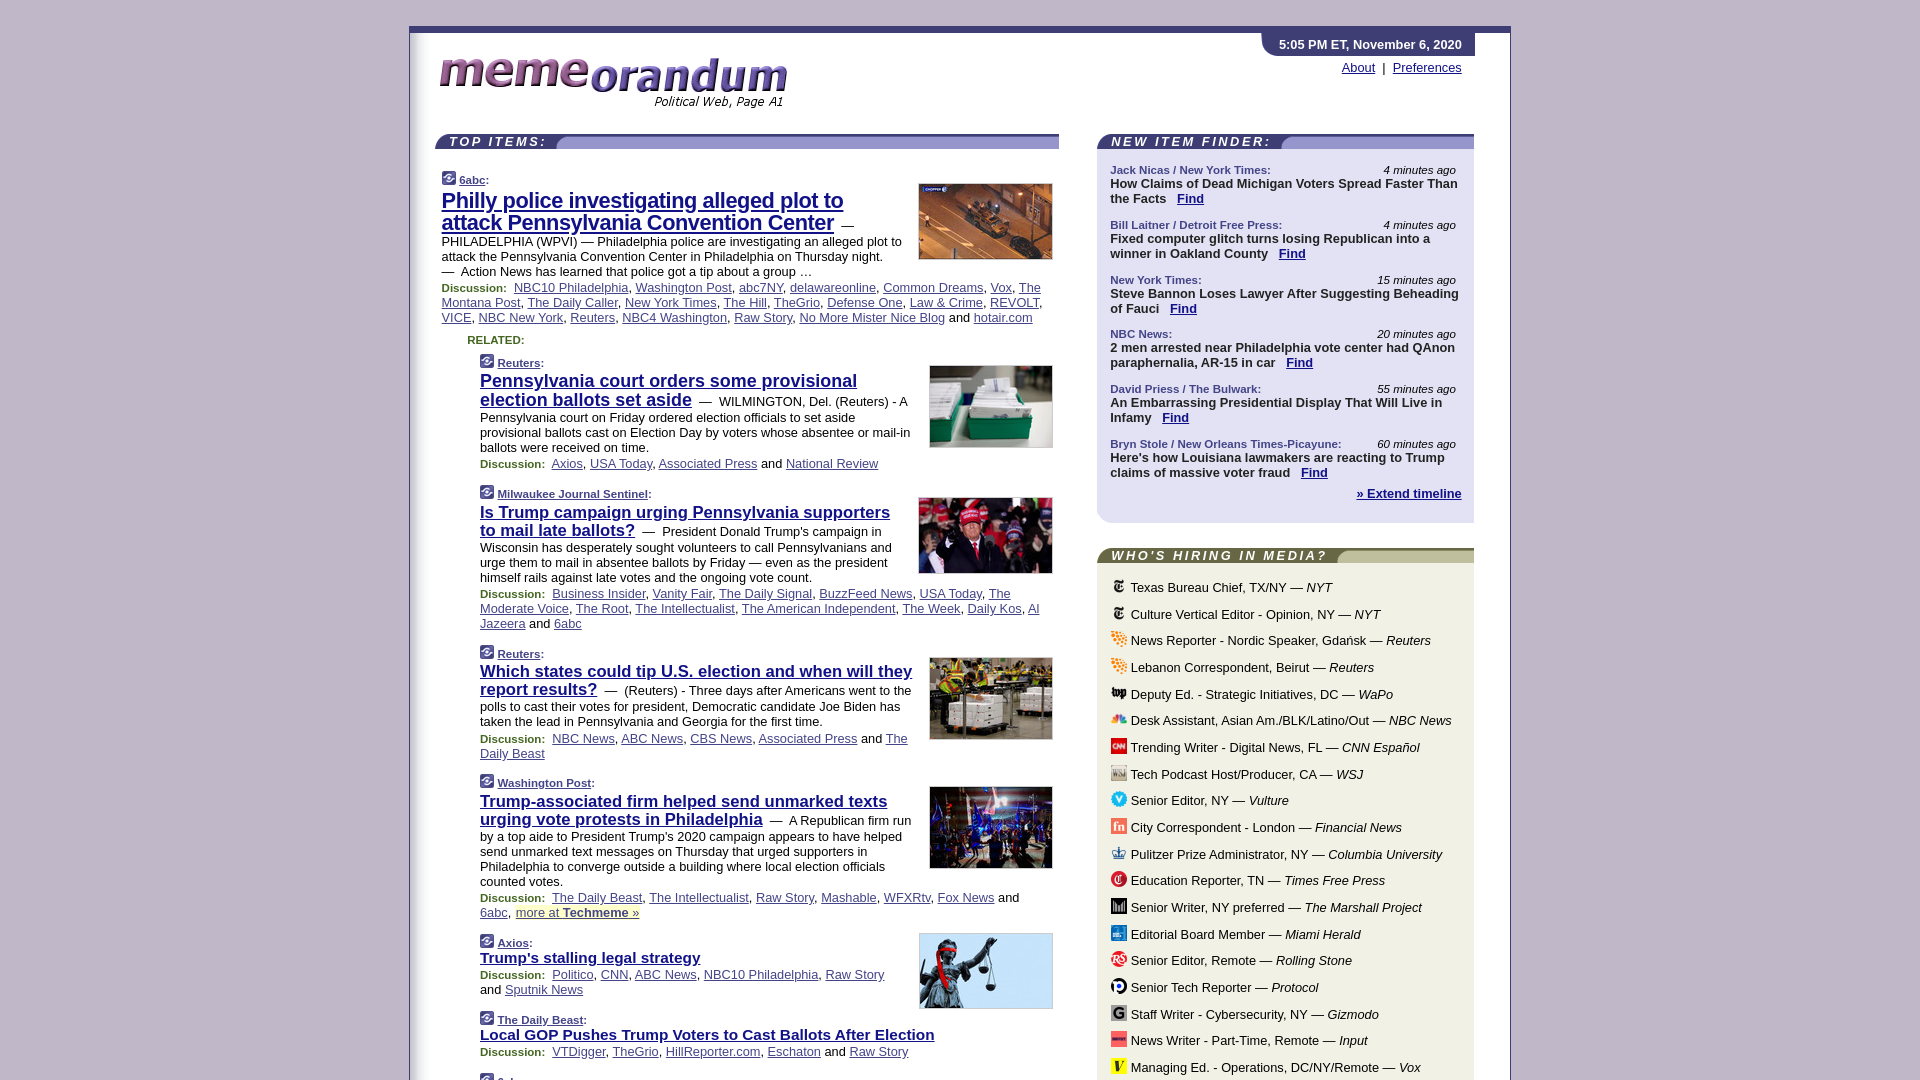 5:05 PM ET, November 6, 2020
About | Preferences
memeorandum
Political Web, Page A1
TOP ITEMS:
6abc:
Philly police investigating alleged plot to
attack Pennsylvania Convention Center —
PHILADELPHIA (WPVI) — Philadelphia police are investigating an alleged plot to
attack the Pennsylvania Convention Center in Philadelphia on Thursday night.
— Action News has learned that police got a tip about a group …
Discussion: NBC10 Philadelphia, Washington Post, abc7NY, delawareonline, Common Dreams, Vox, The
Montana Post, The Daily Caller, New York Times, The Hill, TheGrio, Defense One, Law & Crime, REVOLT,
VICE, NBC New York, Reuters, NBC4 Washington, Raw Story, No More Mister Nice Blog and hotair.com
RELATED:
Reuters:
Pennsylvania court orders some provisional
election ballots set aside — WILMINGTON, Del. (Reuters) - A
Pennsylvania court on Friday ordered election officials to set aside
provisional ballots cast on Election Day by voters whose absentee or mail-in
ballots were received on time.
Discussion: Axios, USA Today, Associated Press and National Review
Milwaukee Journal Sentinel:
Is Trump campaign urging Pennsylvania supporters
to mail late ballots? — President Donald Trump's campaign in
Wisconsin has desperately sought volunteers to call Pennsylvanians and
urge them to mail in absentee ballots by Friday — even as the president
himself rails against late votes and the ongoing vote count.
Discussion: Business Insider, Vanity Fair, The Daily Signal, BuzzFeed News, USA Today, The
Moderate Voice, The Root, The Intellectualist, The American Independent, The Week, Daily Kos, Al
Jazeera and 6abc
Reuters:
Which states could tip U.S. election and when will they
report results? — (Reuters) - Three days after Americans went to the
polls to cast their votes for president, Democratic candidate Joe Biden has
taken the lead in Pennsylvania and Georgia for the first time.
Discussion: NBC News, ABC News, CBS News, Associated Press and The
Daily Beast
Washington Post:
Trump-associated firm helped send unmarked texts
urging vote protests in Philadelphia — A Republican firm run
by a top aide to President Trump's 2020 campaign appears to have helped
send unmarked text messages on Thursday that urged supporters in
Philadelphia to converge outside a building where local election officials
counted votes.
Discussion: The Daily Beast, The Intellectualist, Raw Story, Mashable, WFXRtv, Fox News and
6abc, more at Techmeme »
Axios:
Trump's stalling legal strategy
Discussion: Politico, CNN, ABC News, NBC10 Philadelphia, Raw Story
and Sputnik News
The Daily Beast:
Local GOP Pushes Trump Voters to Cast Ballots After Election
Discussion: VTDigger, TheGrio, HillReporter.com, Eschaton and Raw Story
NEW ITEM FINDER:
Jack Nicas / New York Times: 4 minutes ago
How Claims of Dead Michigan Voters Spread Faster Than
the Facts Find
Bill Laitner / Detroit Free Press: 4 minutes ago
Fixed computer glitch turns losing Republican into a
winner in Oakland County Find
New York Times: 15 minutes ago
Steve Bannon Loses Lawyer After Suggesting Beheading
of Fauci Find
NBC News: 20 minutes ago
2 men arrested near Philadelphia vote center had QAnon
paraphernalia, AR-15 in car Find
David Priess / The Bulwark: 55 minutes ago
An Embarrassing Presidential Display That Will Live in
Infamy Find
Bryn Stole / New Orleans Times-Picayune: 60 minutes ago
Here's how Louisiana lawmakers are reacting to Trump
claims of massive voter fraud Find
» Extend timeline
WHO'S HIRING IN MEDIA?
Texas Bureau Chief, TX/NY — NYT
Culture Vertical Editor - Opinion, NY — NYT
News Reporter - Nordic Speaker, Gdańsk — Reuters
Lebanon Correspondent, Beirut — Reuters
Deputy Ed. - Strategic Initiatives, DC — WaPo
Desk Assistant, Asian Am./BLK/Latino/Out — NBC News
Trending Writer - Digital News, FL — CNN Español
Tech Podcast Host/Producer, CA — WSJ
Senior Editor, NY — Vulture
City Correspondent - London — Financial News
Pulitzer Prize Administrator, NY — Columbia University
Education Reporter, TN — Times Free Press
Senior Writer, NY preferred — The Marshall Project
Editorial Board Member — Miami Herald
Senior Editor, Remote — Rolling Stone
Senior Tech Reporter — Protocol
Staff Writer - Cybersecurity, NY — Gizmodo
News Writer - Part-Time, Remote — Input
Managing Ed. - Operations, DC/NY/Remote — Vox